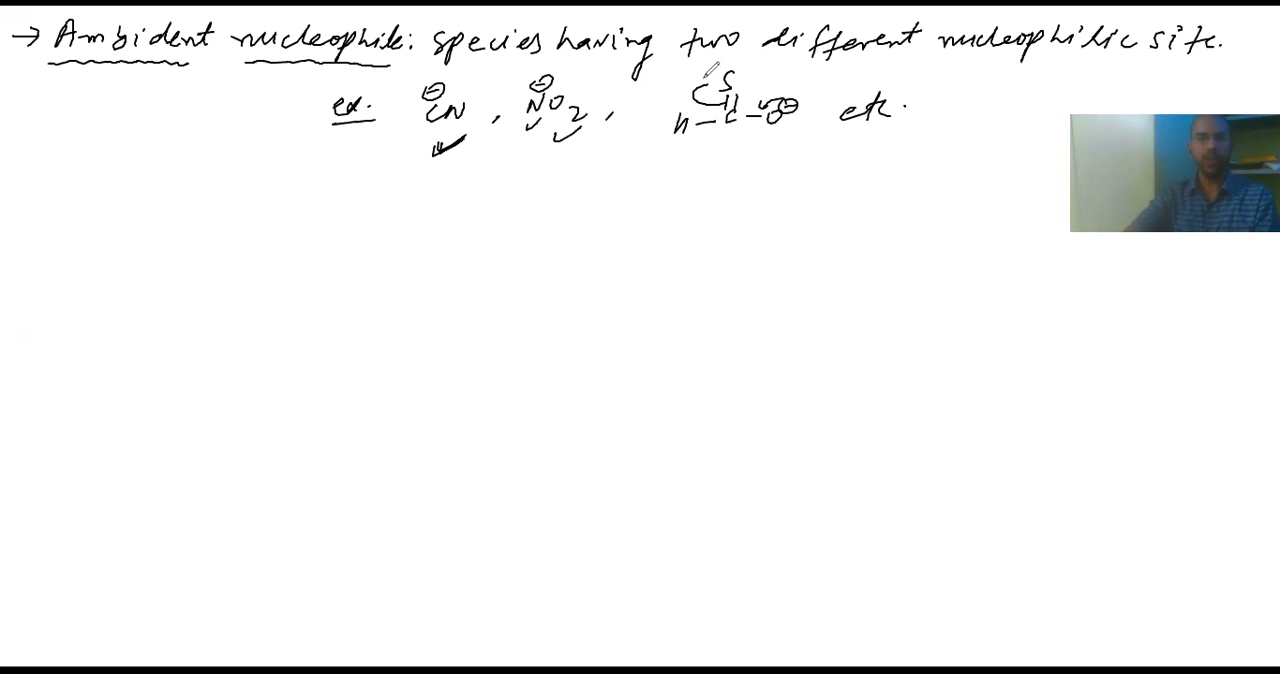 → Ambident nucleophile: species having two different nucleophilic site.
⊖ ⊖ S
ex. CN , NO2 , H – C – O⊖ etc.